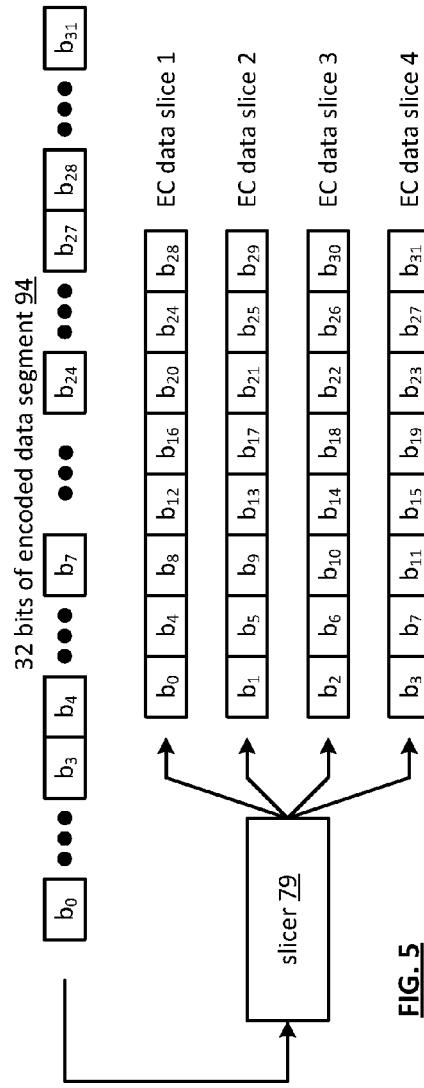 32 bits of encoded data segment 94
b0 ●●● b3 b4 ●●● b7 ●●● b24 ●●● b27 b28 ●●● b31
slicer 79
b0 b4 b8 b12 b16 b20 b24 b28 EC data slice 1
b1 b5 b9 b13 b17 b21 b25 b29 EC data slice 2
b2 b6 b10 b14 b18 b22 b26 b30 EC data slice 3
b3 b7 b11 b15 b19 b23 b27 b31 EC data slice 4
FIG. 5